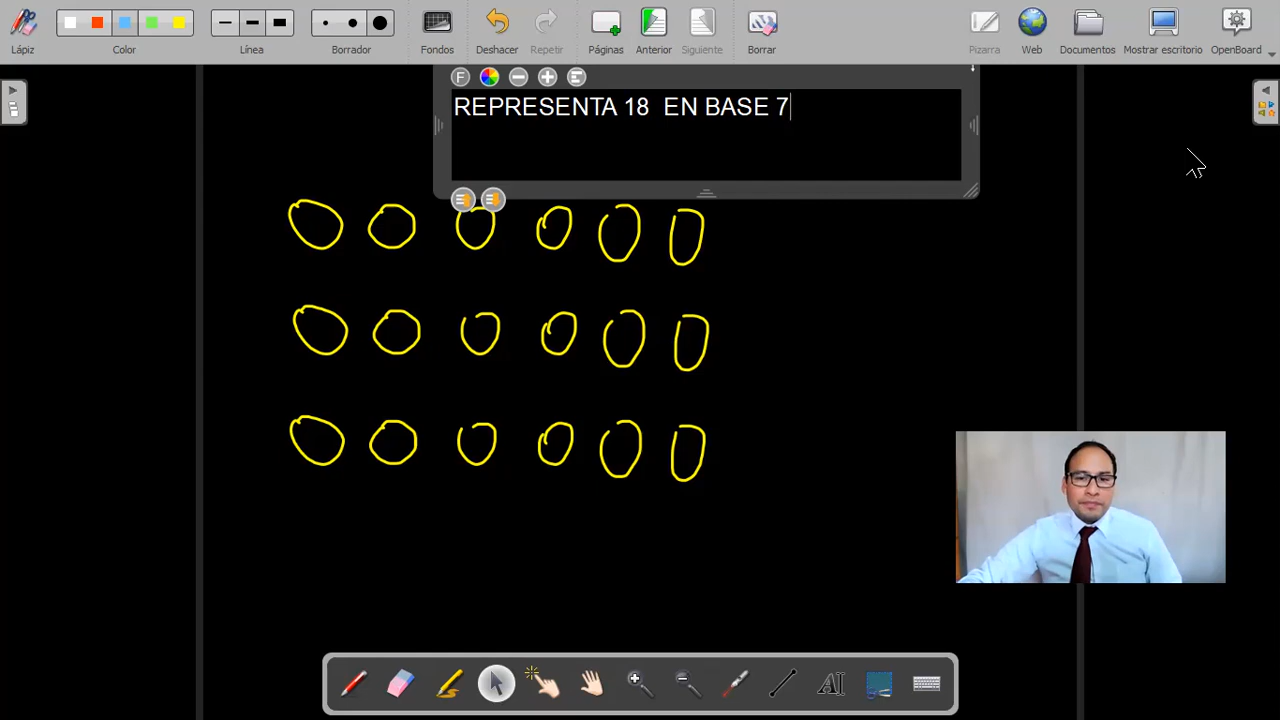 Lápiz Color Línea Borrador Fondos Deshacer Repetir Páginas Anterior Siguiente Borrar Pizarra Web Documentos Mostrar escritorio OpenBoard
F
REPRESENTA 18 EN BASE 7
AI